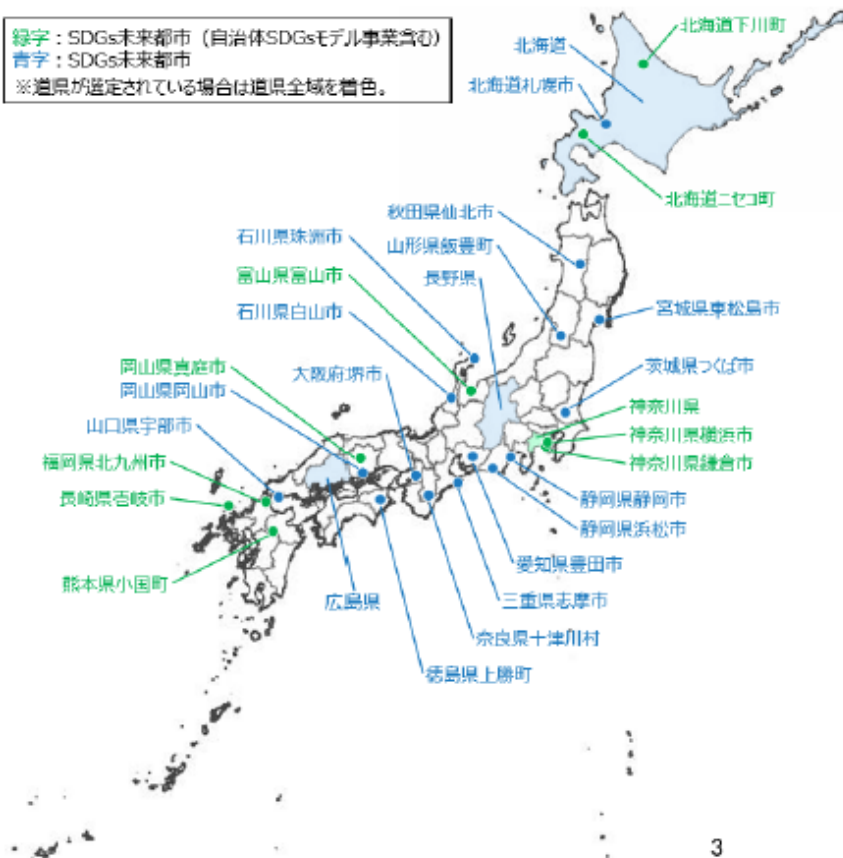 緑字：SDGs未来都市（自治体SDGsモデル事業含む）
青字：SDGs未来都市
※道県が選定されている場合は道県全域を着色。
北海道下川町
北海道
北海道札幌市
北海道ニセコ町
秋田県仙北市
石川県珠洲市
山形県飯豊町
富山県富山市
長野県
石川県白山市
宮城県東松島市
岡山県真庭市
大阪府堺市
茨城県つくば市
岡山県岡山市
神奈川県
山口県宇部市
神奈川県横浜市
福岡県北九州市
神奈川県鎌倉市
長崎県壱岐市
静岡県静岡市
静岡県浜松市
愛知県豊田市
熊本県小国町
広島県
三重県志摩市
奈良県十津川村
徳島県上勝町
3